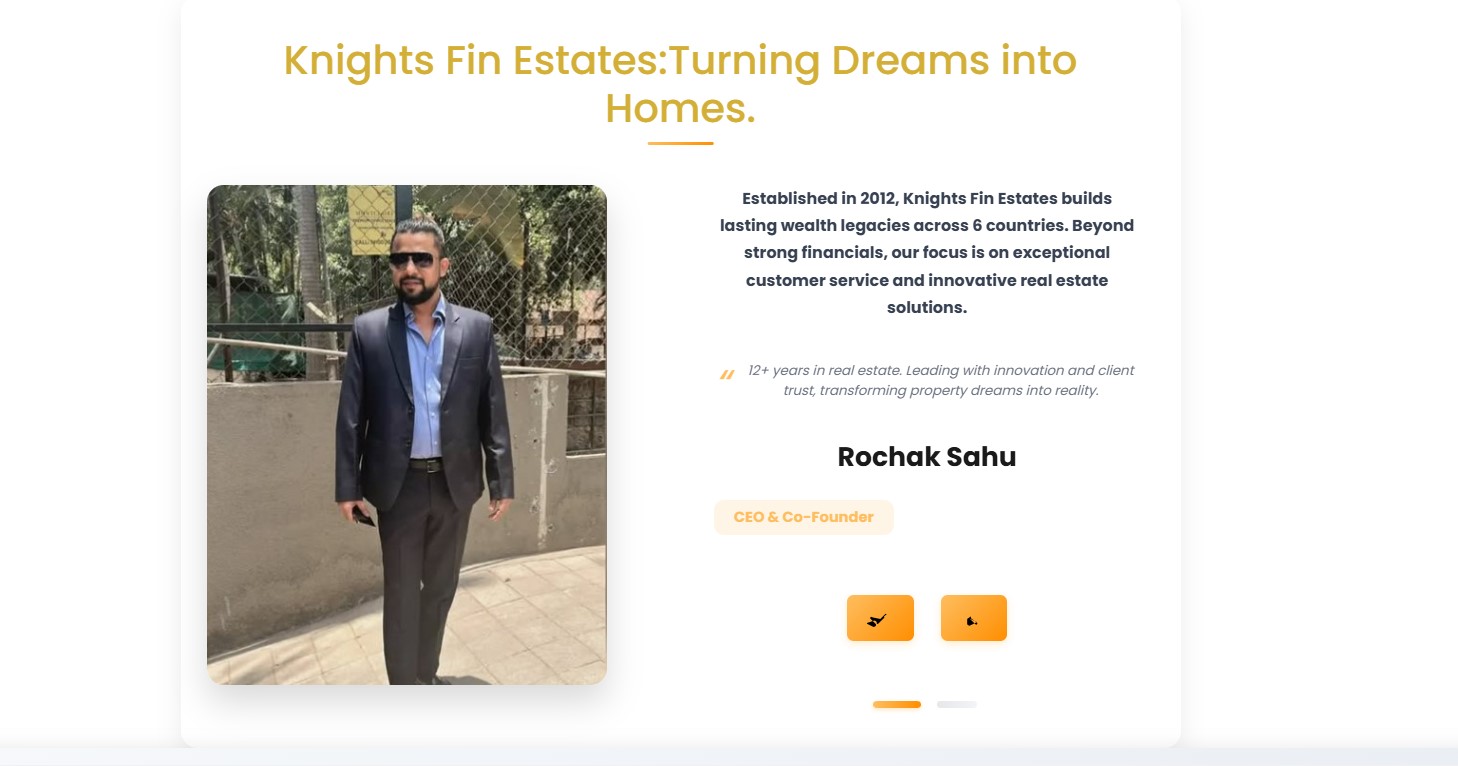 Knights Fin Estates:Turning Dreams into
Homes.
Established in 2012, Knights Fin Estates builds
lasting wealth legacies across 6 countries. Beyond
strong financials, our focus is on exceptional
customer service and innovative real estate
solutions.
“ 12+ years in real estate. Leading with innovation and client
trust, transforming property dreams into reality.
Rochak Sahu
CEO & Co-Founder